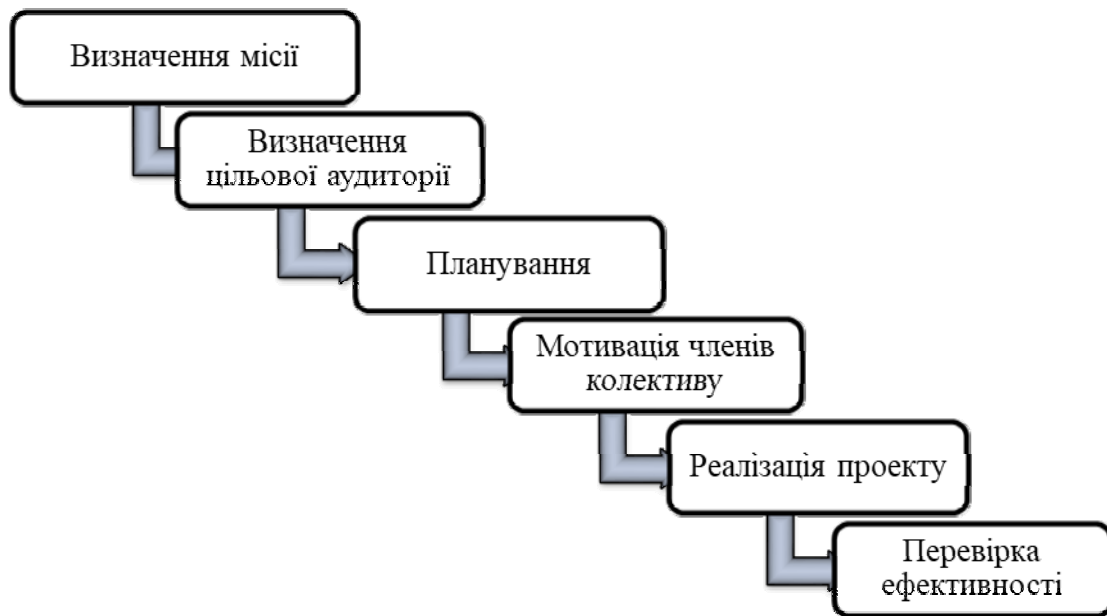 Визначення місії
Визначення
цільової аудиторії
Планування
Мотивація членів
колективу
Реалізація проекту
Перевірка
ефективності